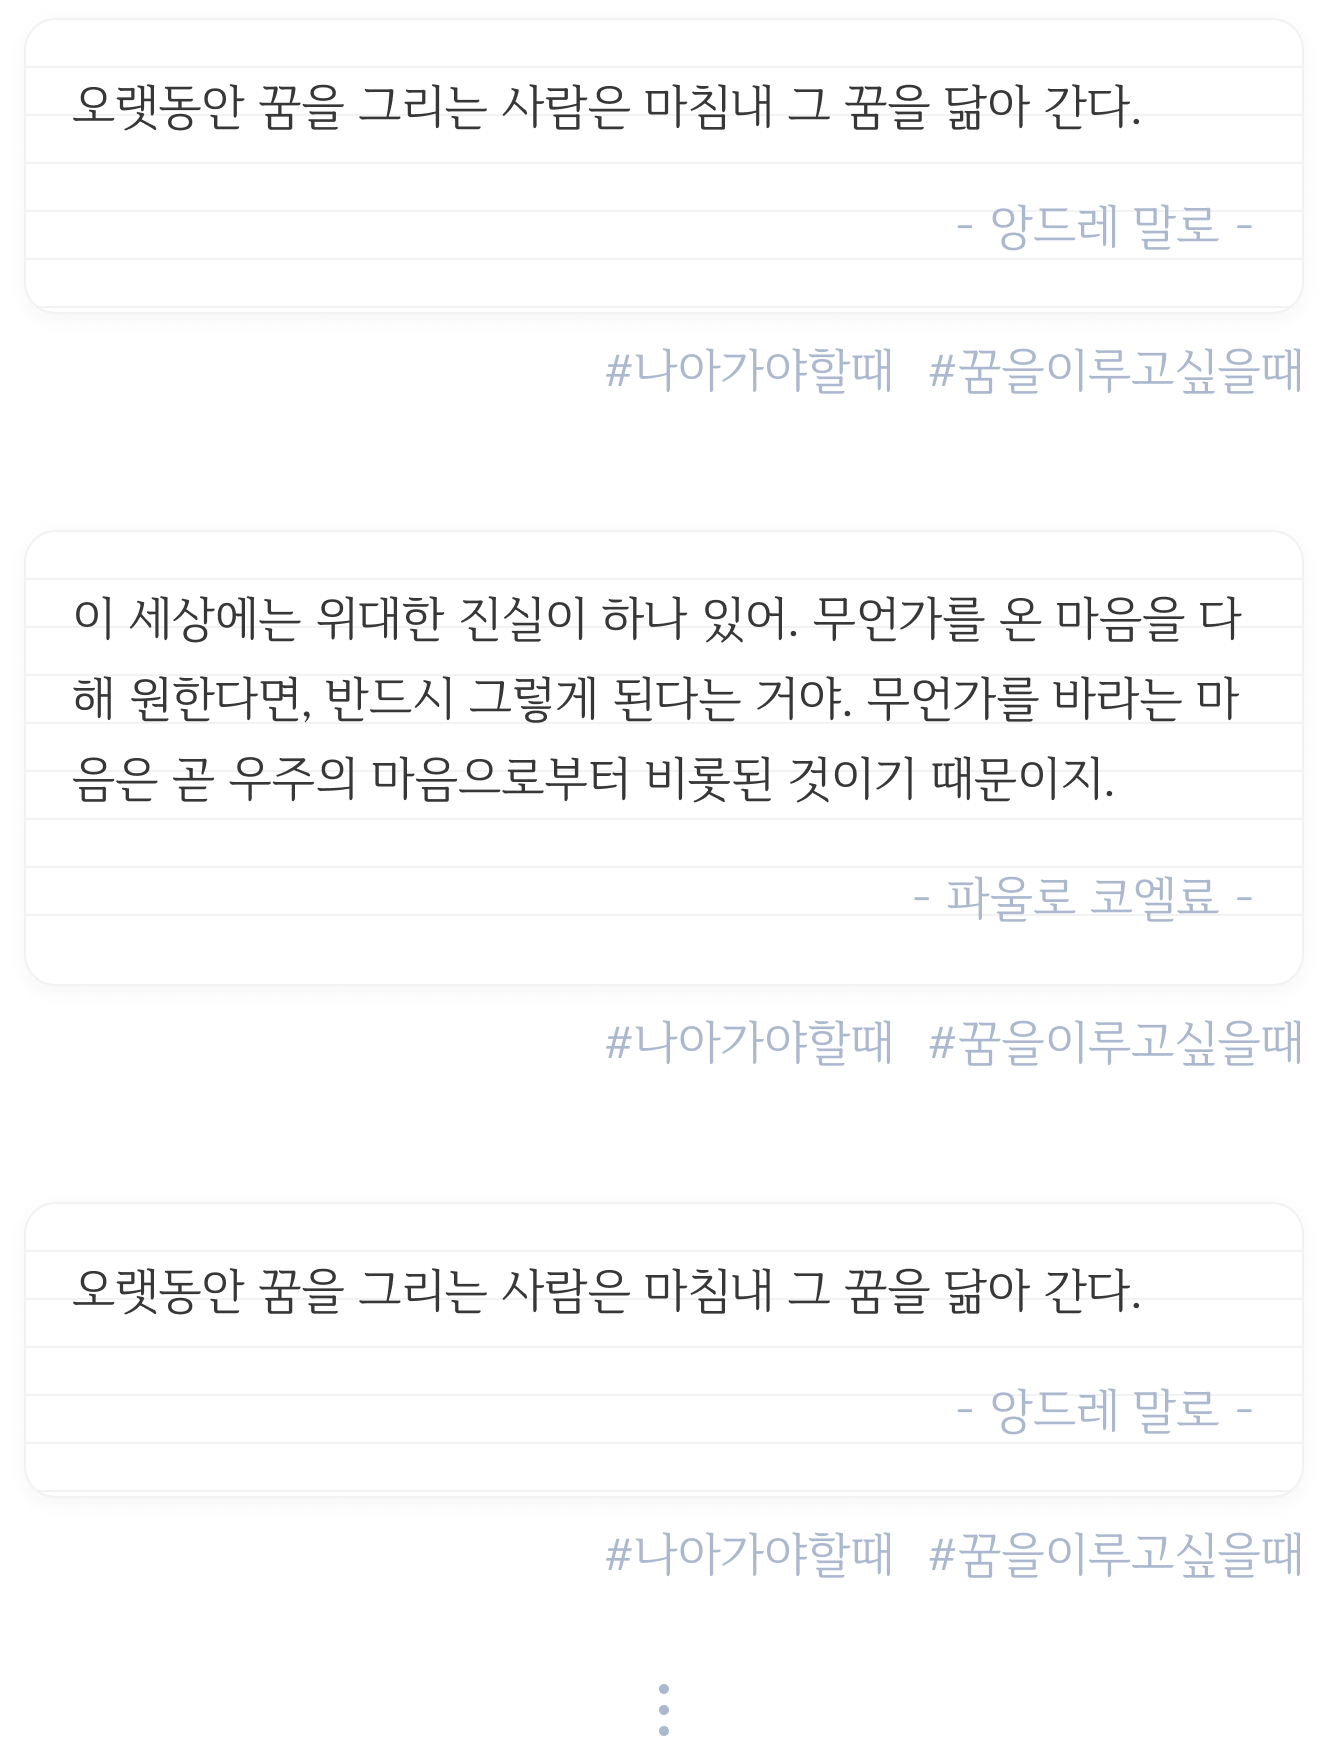 오랫동안 꿈을 그리는 사람은 마침내 그 꿈을 닮아 간다.
- 앙드레 말로 -
#나아가야할때 #꿈을이루고싶을때
이 세상에는 위대한 진실이 하나 있어. 무언가를 온 마음을 다
해 원한다면, 반드시 그렇게 된다는 거야. 무언가를 바라는 마
음은 곧 우주의 마음으로부터 비롯된 것이기 때문이지.
- 파울로 코엘료 -
#나아가야할때 #꿈을이루고싶을때
오랫동안 꿈을 그리는 사람은 마침내 그 꿈을 닮아 간다.
- 앙드레 말로 -
#나아가야할때 #꿈을이루고싶을때